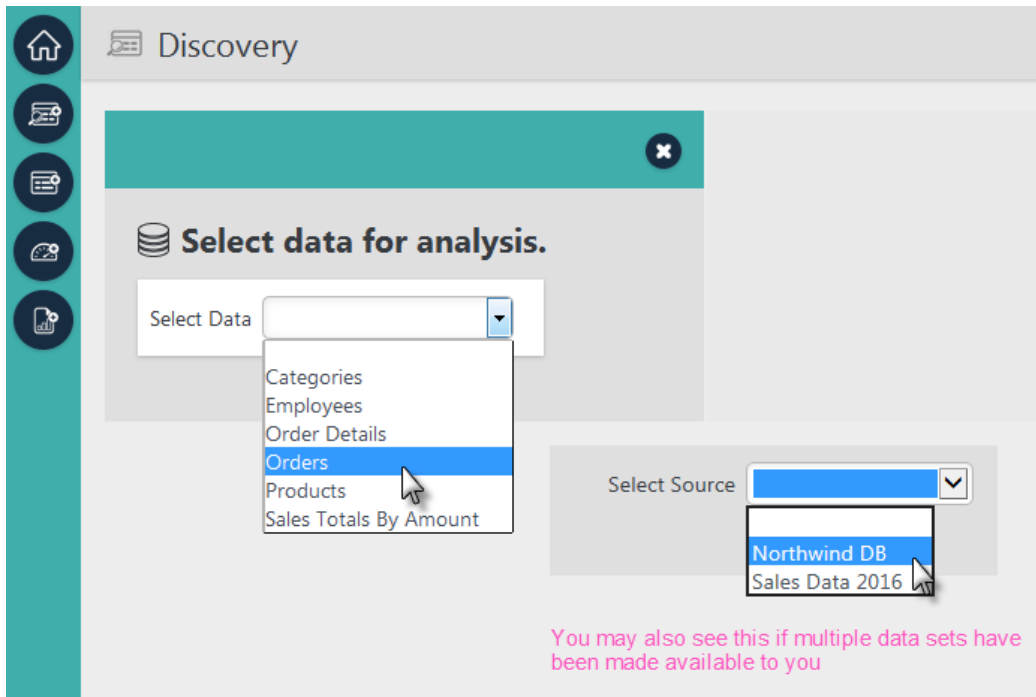 Discovery
Select data for analysis.
Select Data
Categories
Employees
Order Details
Orders
Products
Sales Totals By Amount
Select Source
Northwind DB
Sales Data 2016
You may also see this if multiple data sets have
been made available to you